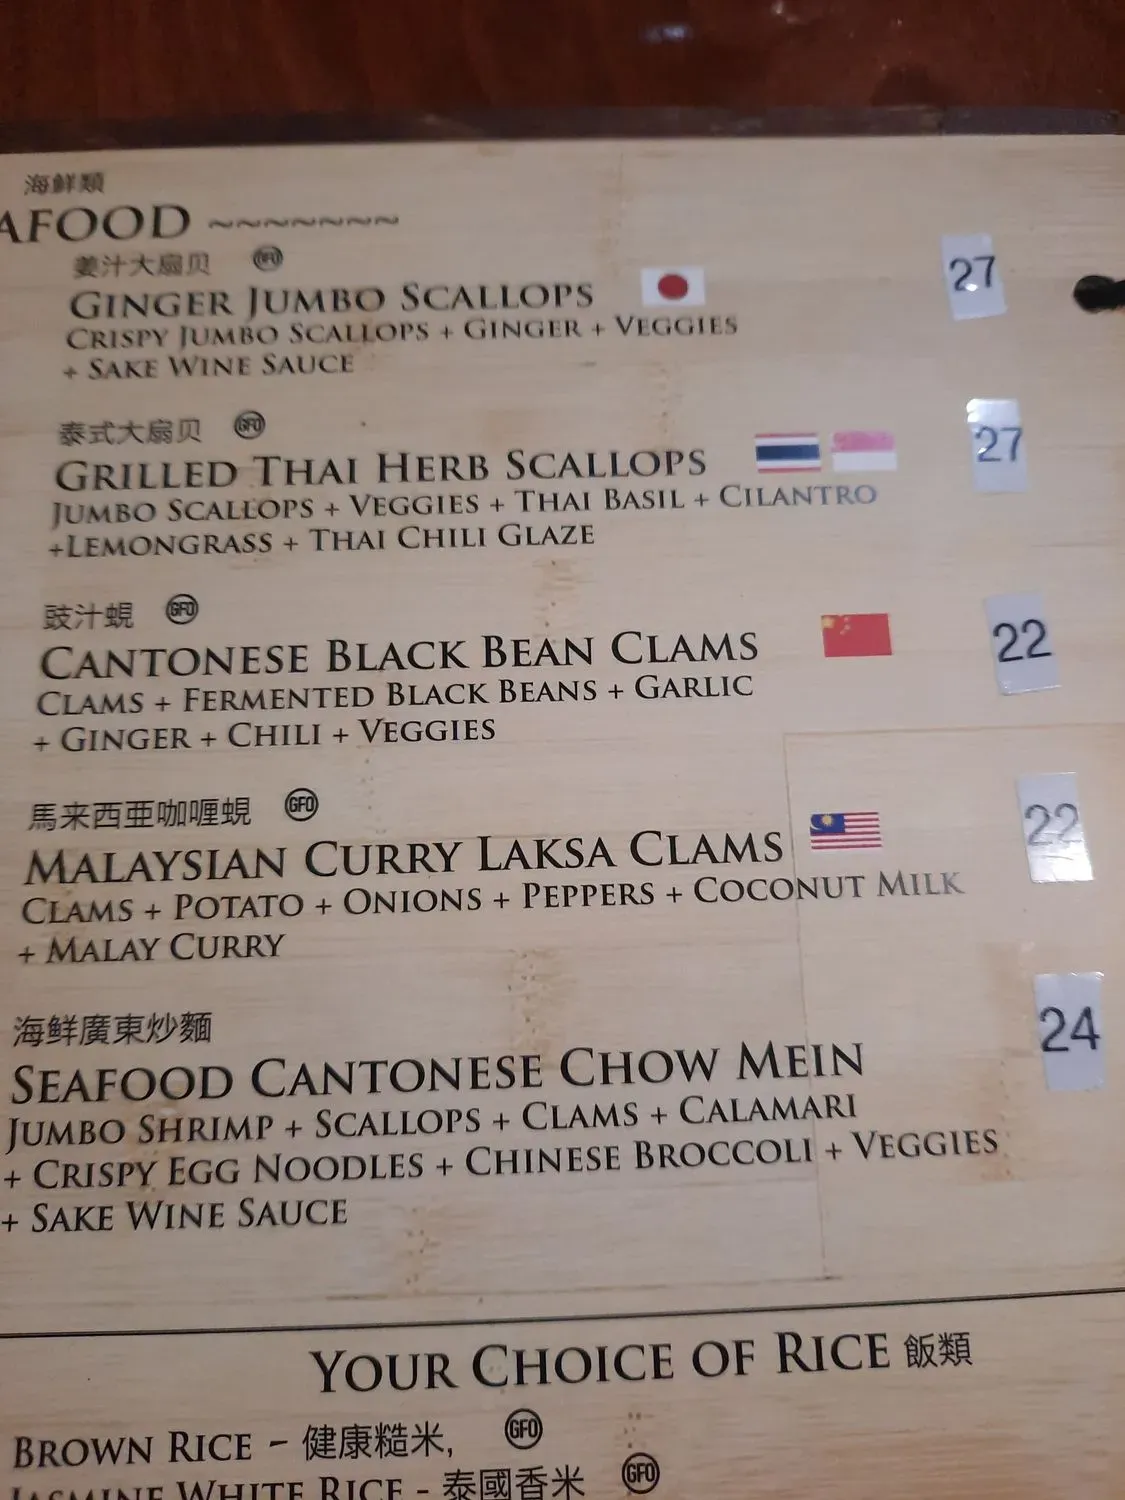 海鮮類
AFOOD ~~~~~~~
姜汁大扇贝 GFO
GINGER JUMBO SCALLOPS 27
CRISPY JUMBO SCALLOPS + GINGER + VEGGIES
+ SAKE WINE SAUCE
泰式大扇贝 GFO
GRILLED THAI HERB SCALLOPS 27
JUMBO SCALLOPS + VEGGIES + THAI BASIL + CILANTRO
+LEMONGRASS + THAI CHILI GLAZE
豉汁蜆 GFO
CANTONESE BLACK BEAN CLAMS 22
CLAMS + FERMENTED BLACK BEANS + GARLIC
+ GINGER + CHILI + VEGGIES
馬来西亜咖喱蜆 GFO
MALAYSIAN CURRY LAKSA CLAMS 22
CLAMS + POTATO + ONIONS + PEPPERS + COCONUT MILK
+ MALAY CURRY
海鮮廣東炒麵
SEAFOOD CANTONESE CHOW MEIN 24
JUMBO SHRIMP + SCALLOPS + CLAMS + CALAMARI
+ CRISPY EGG NOODLES + CHINESE BROCCOLI + VEGGIES
+ SAKE WINE SAUCE
YOUR CHOICE OF RICE 飯類
BROWN RICE - 健康糙米, GFO
JASMINE WHITE RICE - 泰國香米 GFO